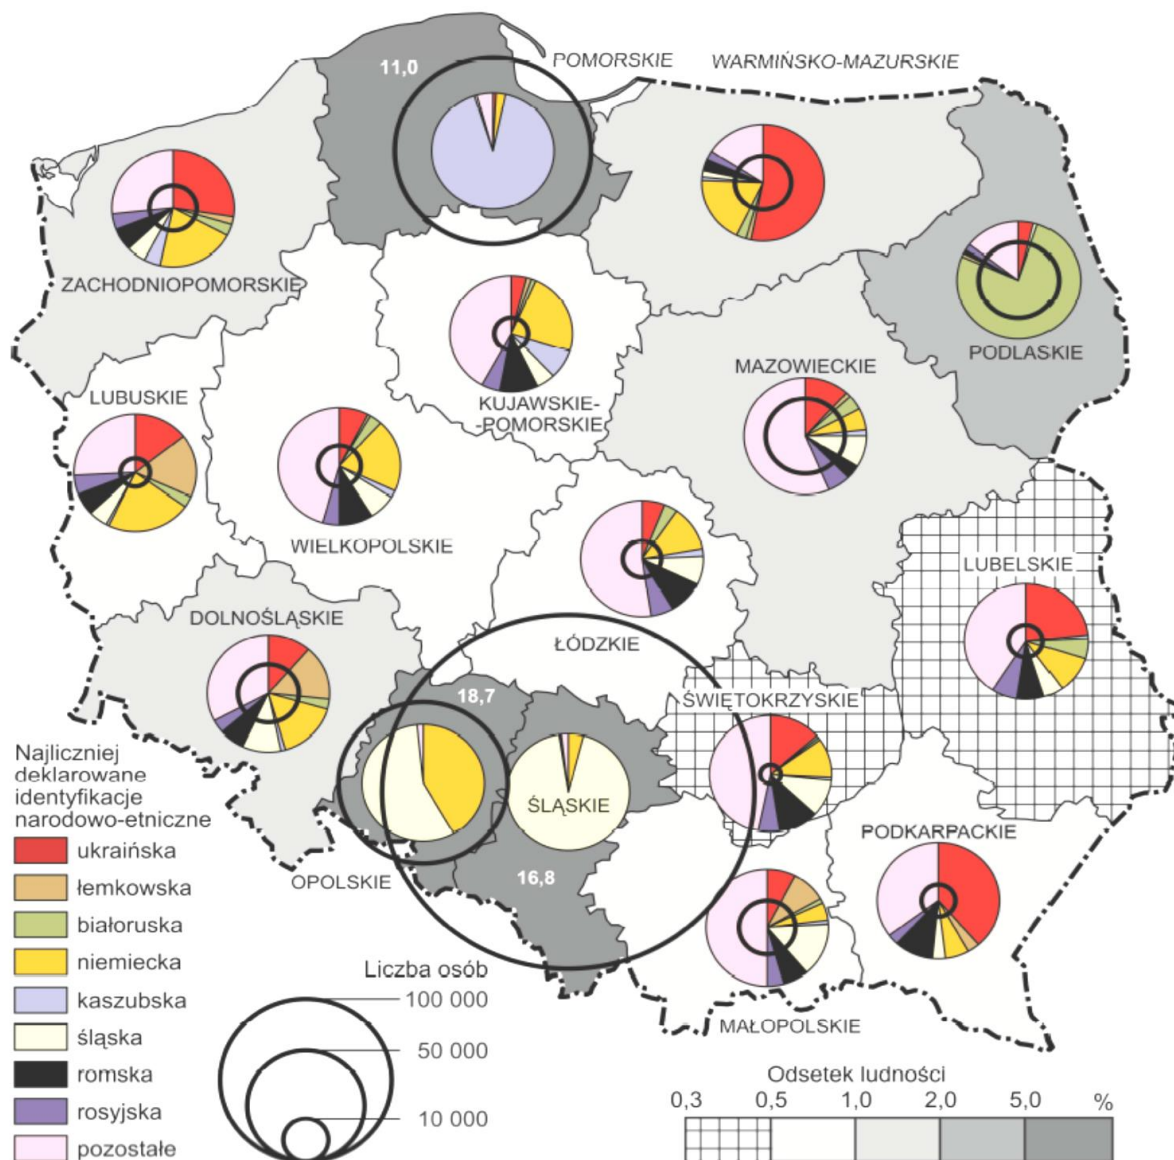 POMORSKIE
WARMIŃSKO-MAZURSKIE
11,0
ZACHODNIOPOMORSKIE
PODLASKIE
MAZOWIECKIE
LUBUSKIE
KUJAWSKIE-
-POMORSKIE
WIELKOPOLSKIE
LUBELSKIE
DOLNOŚLĄSKIE
ŁÓDZKIE
18,7
ŚWIĘTOKRZYSKIE
ŚLĄSKIE
PODKARPACKIE
OPOLSKIE
16,8
MAŁOPOLSKIE
Najliczniej
deklarowane
identyfikacje
narodowo-etniczne
ukraińska
łemkowska
białoruska
niemiecka
kaszubska
śląska
romska
rosyjska
pozostałe
Liczba osób
100 000
50 000
10 000
Odsetek ludności
0,3 0,5 1,0 2,0 5,0 %